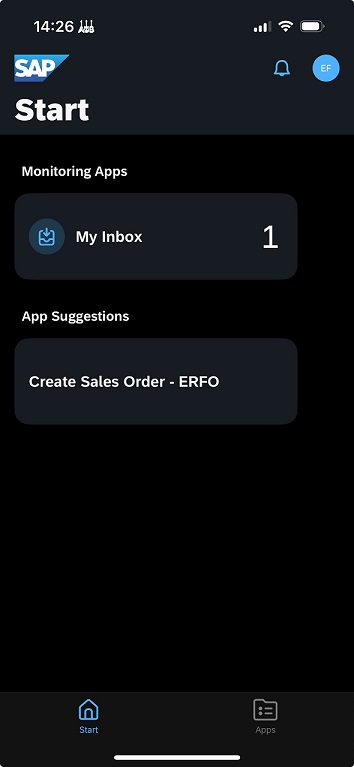 14:26
SAP
EF
Start
Monitoring Apps
My Inbox
1
App Suggestions
Create Sales Order - ERFO
Start
Apps